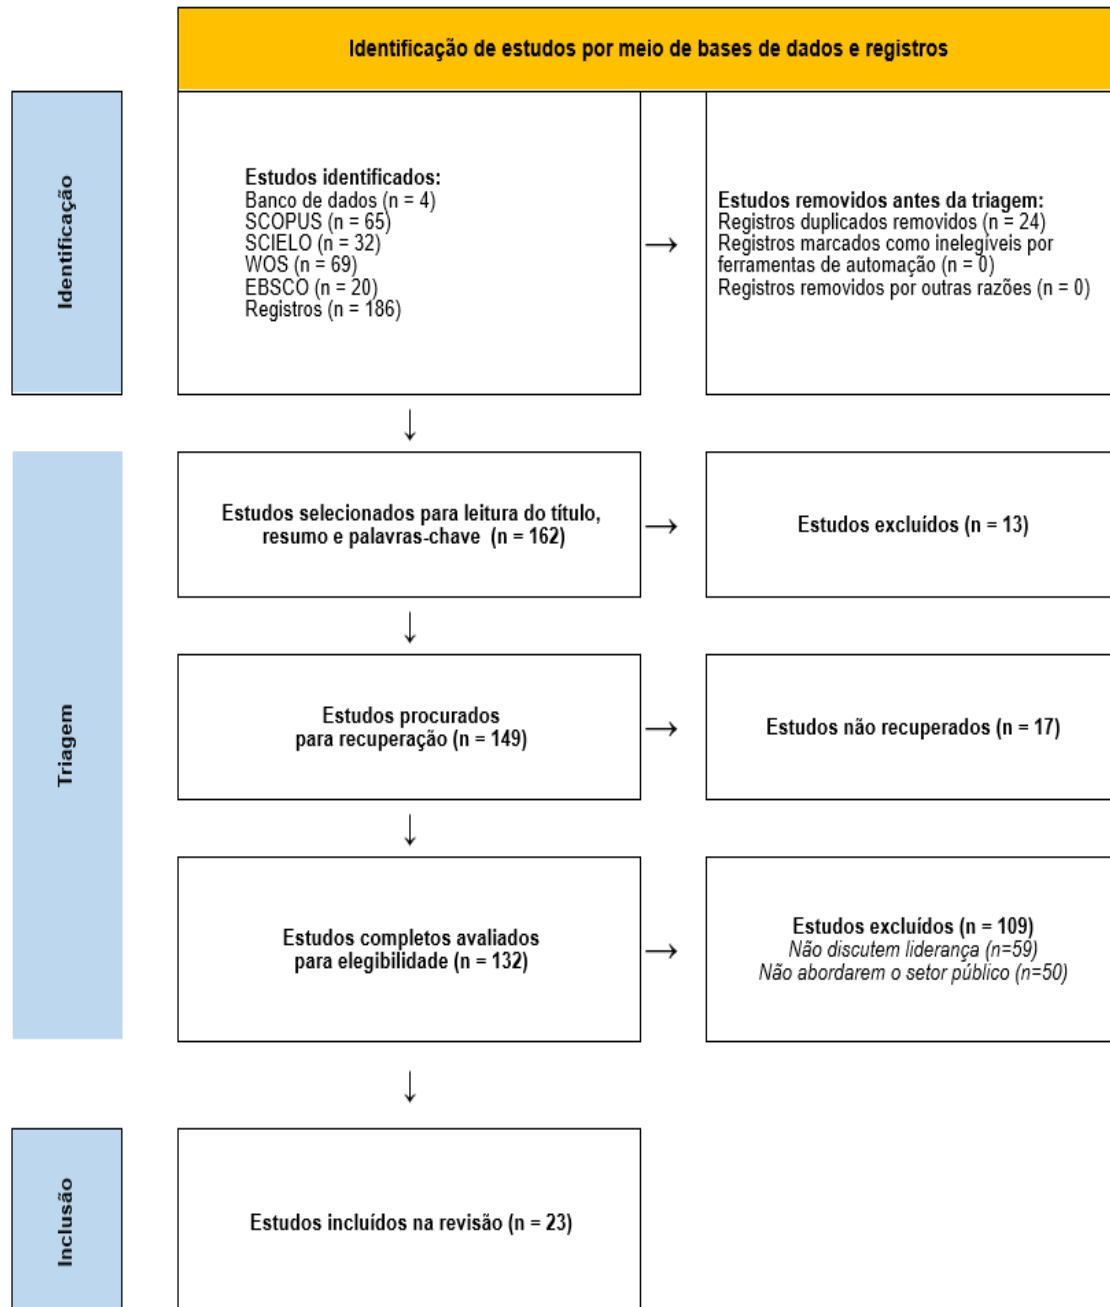 Identificação de estudos por meio de bases de dados e registros
Identificação
Estudos identificados:
Banco de dados (n = 4)
SCOPUS (n = 65)
SCIELO (n = 32)
WOS (n = 69)
EBSCO (n = 20)
Registros (n = 186)
→
Estudos removidos antes da triagem:
Registros duplicados removidos (n = 24)
Registros marcados como inelegíveis por
ferramentas de automação (n = 0)
Registros removidos por outras razões (n = 0)
↓
Triagem
Estudos selecionados para leitura do título,
resumo e palavras-chave (n = 162)
→
Estudos excluídos (n = 13)
↓
Estudos procurados
para recuperação (n = 149)
→
Estudos não recuperados (n = 17)
↓
Estudos completos avaliados
para elegibilidade (n = 132)
→
Estudos excluídos (n = 109)
Não discutem liderança (n=59)
Não abordarem o setor público (n=50)
↓
Inclusão
Estudos incluídos na revisão (n = 23)